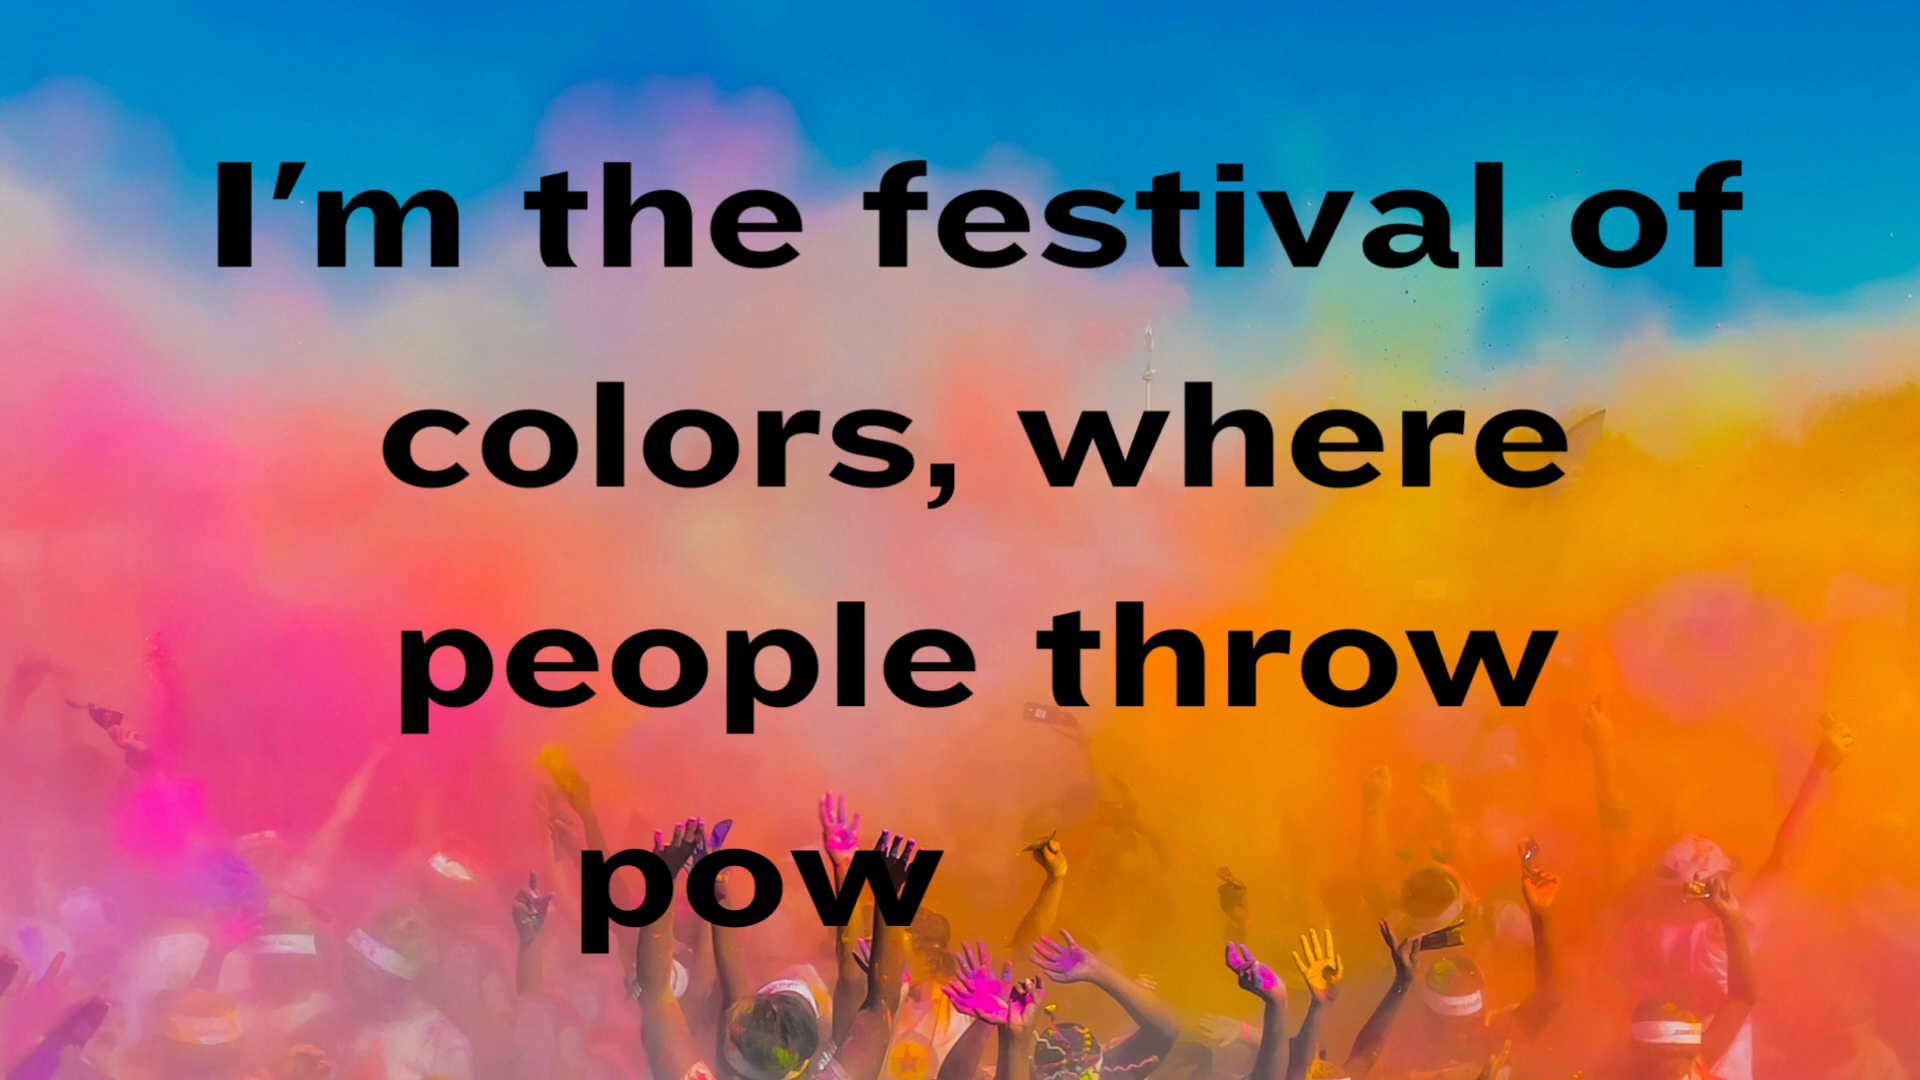 I'm the festival of
colors, where
people throw
pow